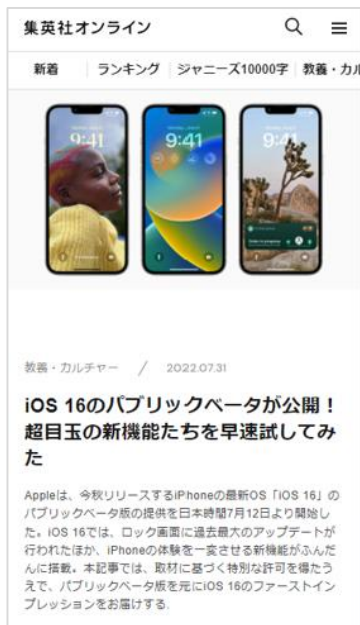 集英社オンライン
新着 ランキング ジャニーズ10000字 教養・カル
9:41
9:41
9:41
教養・カルチャー / 2022.07.31
iOS 16のパブリックベータが公開！
超目玉の新機能たちを早速試してみ
た
Appleは、今秋リリースするiPhoneの最新OS「iOS 16」の
パブリックベータ版の提供を日本時間7月12日より開始し
た。iOS 16では、ロック画面に過去最大のアップデートが
行われたほか、iPhoneの体験を一変させる新機能がふんだ
んに搭載。本記事では、取材に基づく特別な許可を得たう
えで、パブリックベータ版を元にiOS 16のファーストイン
プレッションをお届けする.